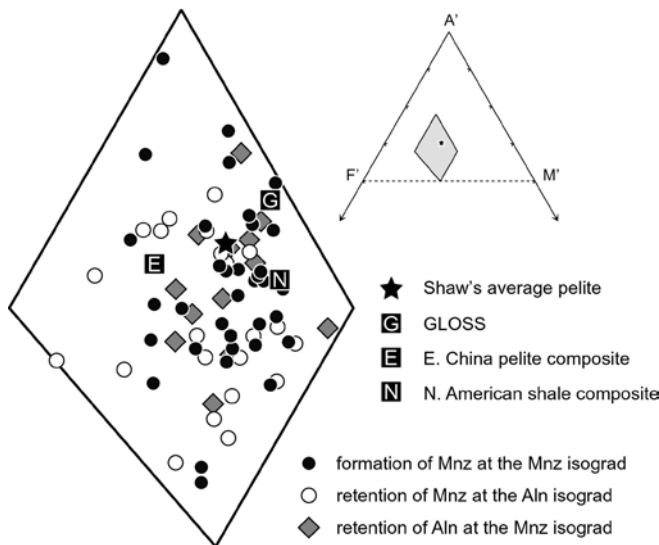 A'
F'
M'
G
E
N
Shaw's average pelite
G GLOSS
E E. China pelite composite
N N. American shale composite
formation of Mnz at the Mnz isograd
retention of Mnz at the Aln isograd
retention of Aln at the Mnz isograd